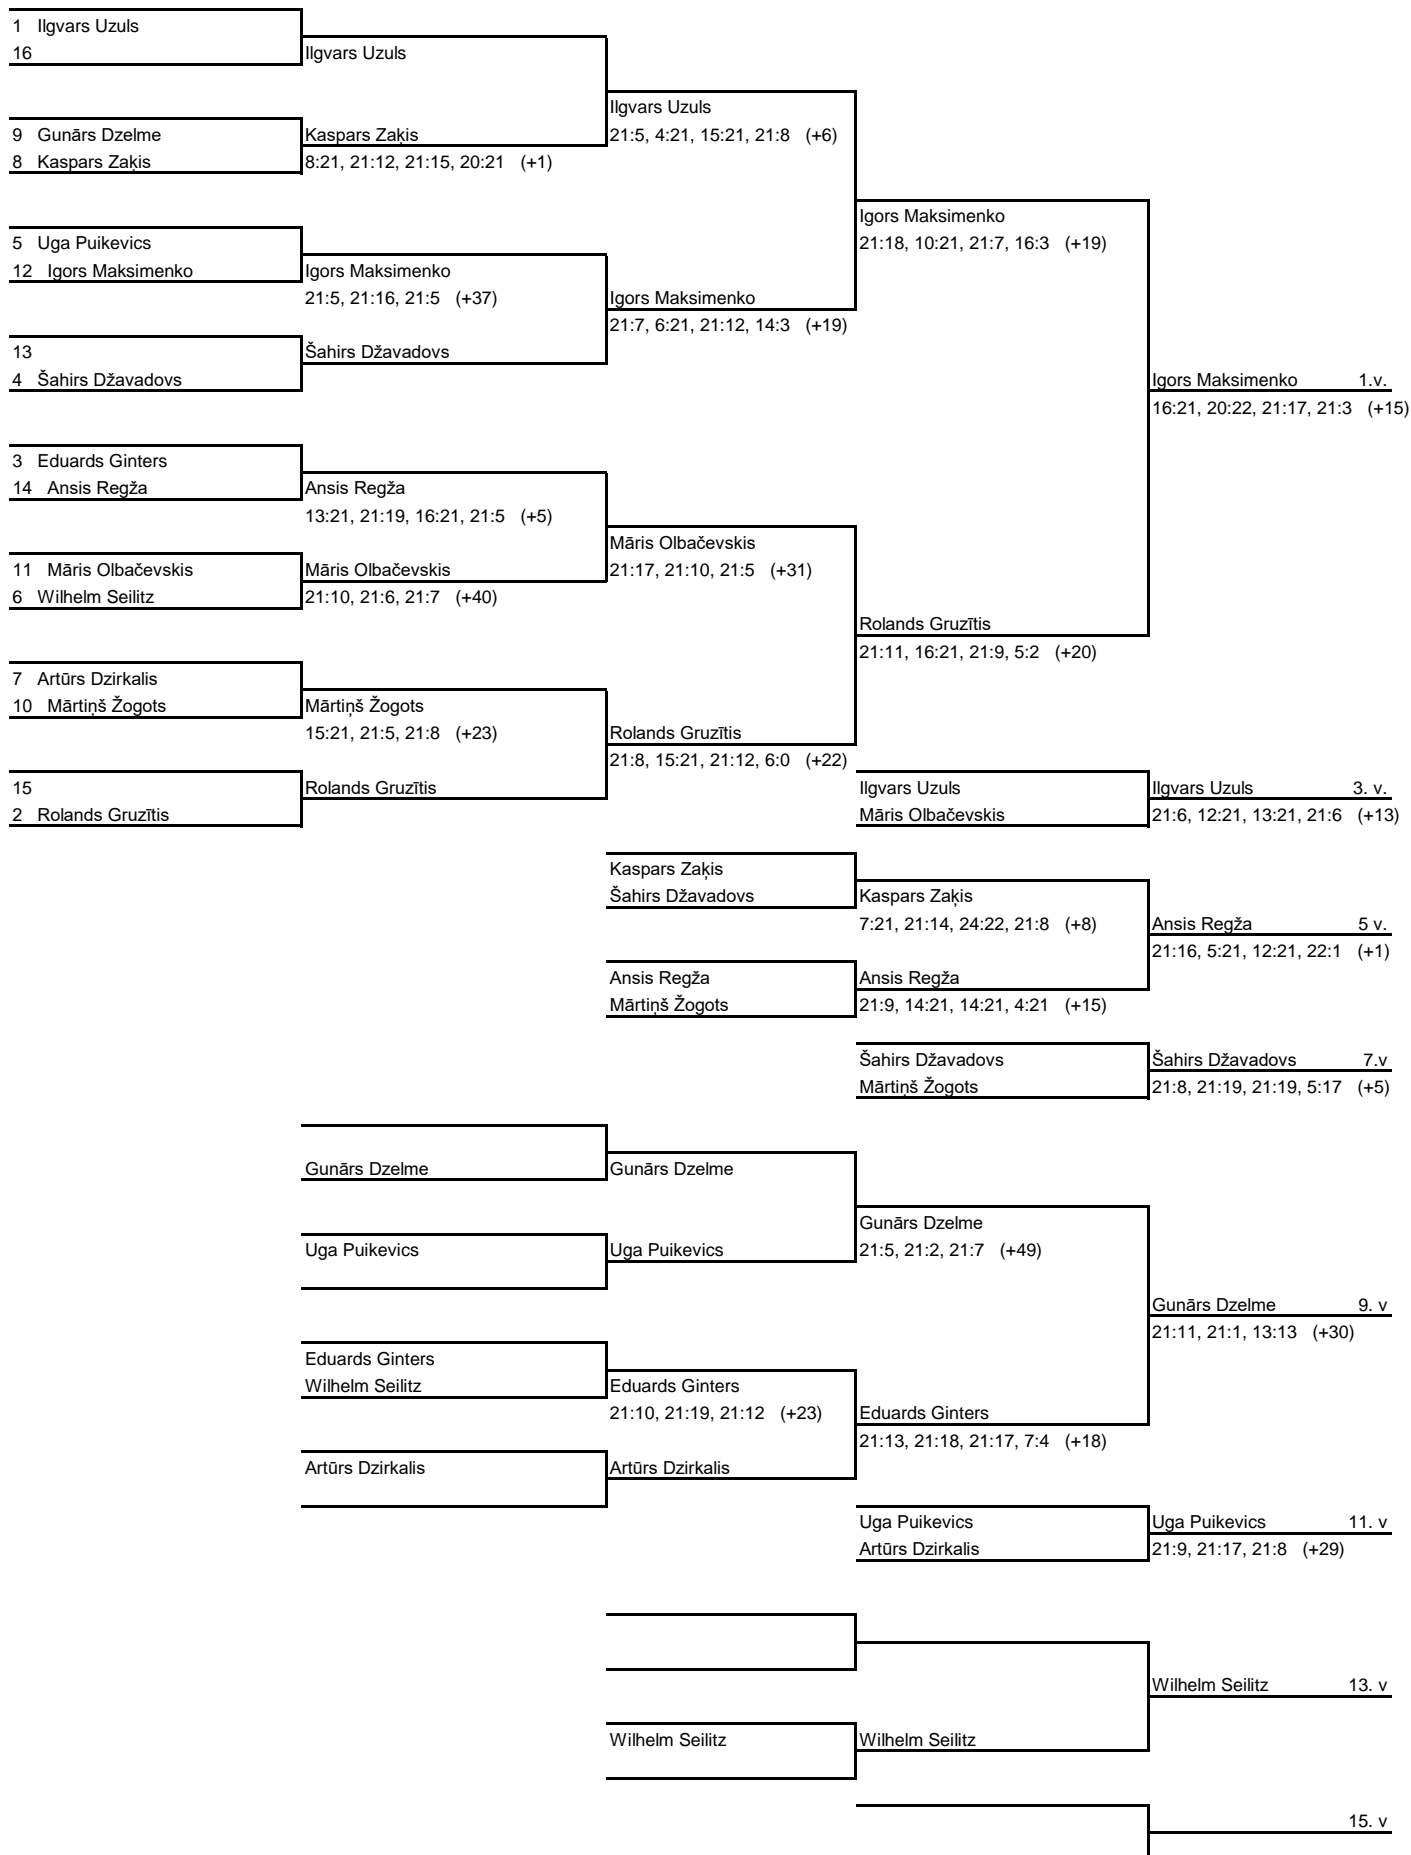 1 Ilgvars Uzuls
16
Ilgvars Uzuls
Ilgvars Uzuls
9 Gunārs Dzelme
Kaspars Zaķis
21:5, 4:21, 15:21, 21:8 (+6)
8 Kaspars Zaķis
8:21, 21:12, 21:15, 20:21 (+1)
Igors Maksimenko
5 Uga Puikevics
21:18, 10:21, 21:7, 16:3 (+19)
12 Igors Maksimenko
Igors Maksimenko
21:5, 21:16, 21:5 (+37)
Igors Maksimenko
21:7, 6:21, 21:12, 14:3 (+19)
13
Šahirs Džavadovs
4 Šahirs Džavadovs
Igors Maksimenko 1.v.
16:21, 20:22, 21:17, 21:3 (+15)
3 Eduards Ginters
14 Ansis Regža
Ansis Regža
13:21, 21:19, 16:21, 21:5 (+5)
Māris Olbačevskis
11 Māris Olbačevskis
Māris Olbačevskis
21:17, 21:10, 21:5 (+31)
6 Wilhelm Seilitz
21:10, 21:6, 21:7 (+40)
Rolands Gruzītis
21:11, 16:21, 21:9, 5:2 (+20)
7 Artūrs Dzirkalis
10 Mārtiņš Žogots
Mārtiņš Žogots
15:21, 21:5, 21:8 (+23)
Rolands Gruzītis
21:8, 15:21, 21:12, 6:0 (+22)
15
Rolands Gruzītis
Ilgvars Uzuls
Ilgvars Uzuls 3. v.
2 Rolands Gruzītis
Māris Olbačevskis
21:6, 12:21, 13:21, 21:6 (+13)
Kaspars Zaķis
Šahirs Džavadovs
Kaspars Zaķis
7:21, 21:14, 24:22, 21:8 (+8)
Ansis Regža 5 v.
21:16, 5:21, 12:21, 22:1 (+1)
Ansis Regža
Ansis Regža
Mārtiņš Žogots
21:9, 14:21, 14:21, 4:21 (+15)
Šahirs Džavadovs
Šahirs Džavadovs 7.v
Mārtiņš Žogots
21:8, 21:19, 21:19, 5:17 (+5)
Gunārs Dzelme
Gunārs Dzelme
Gunārs Dzelme
21:5, 21:2, 21:7 (+49)
Uga Puikevics
Uga Puikevics
Gunārs Dzelme 9. v
21:11, 21:1, 13:13 (+30)
Eduards Ginters
Wilhelm Seilitz
Eduards Ginters
21:10, 21:19, 21:12 (+23)
Eduards Ginters
21:13, 21:18, 21:17, 7:4 (+18)
Artūrs Dzirkalis
Artūrs Dzirkalis
Uga Puikevics
Uga Puikevics 11. v
Artūrs Dzirkalis
21:9, 21:17, 21:8 (+29)
Wilhelm Seilitz 13. v
Wilhelm Seilitz
Wilhelm Seilitz
15. v